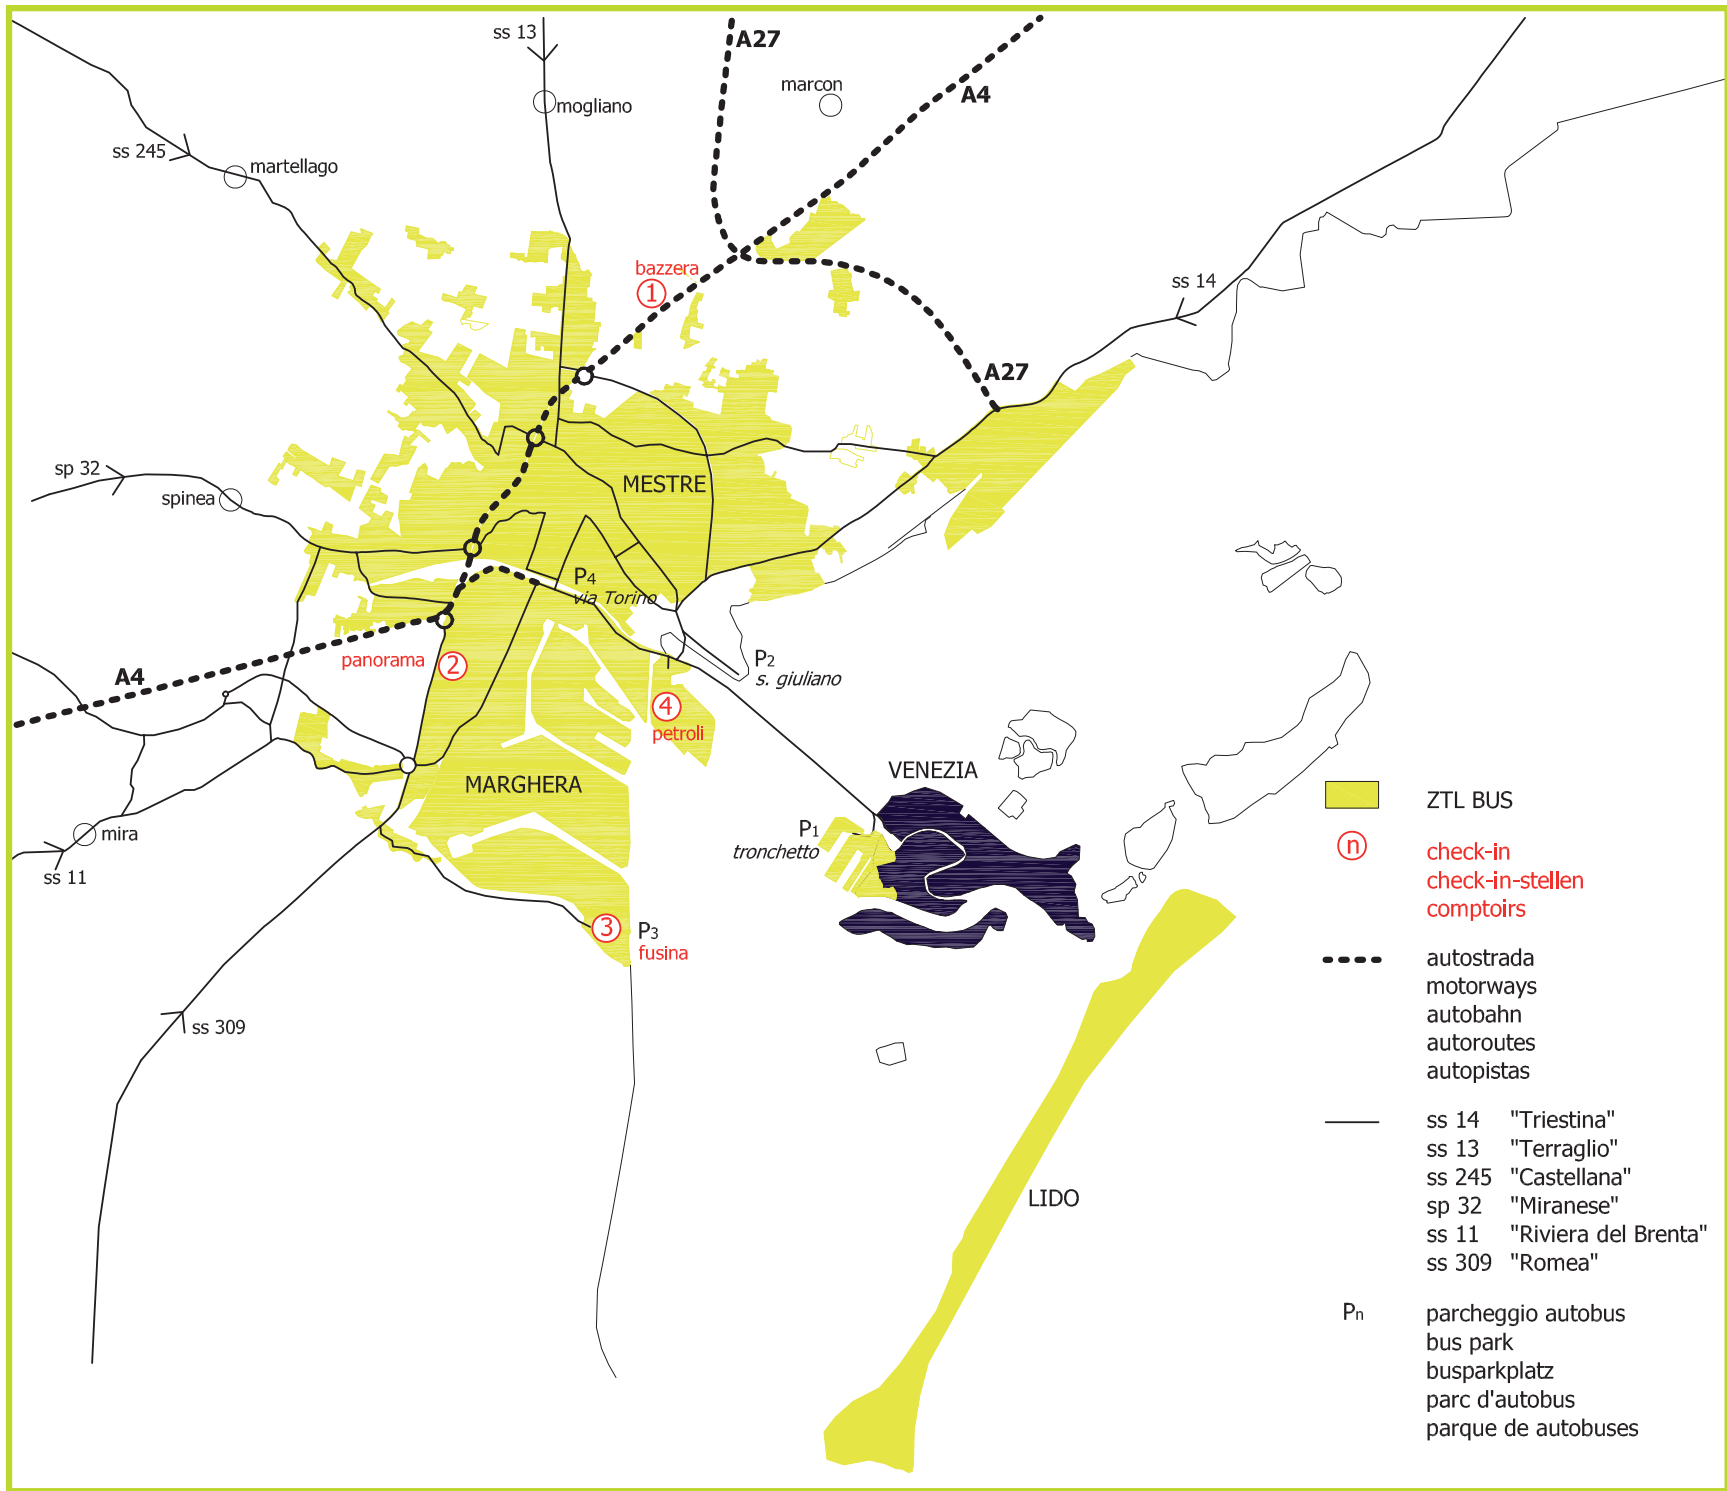 ss 13
A27
marcon
A4
mogliano
ss 245
martellago
bazzera
1
ss 14
A27
sp 32
spinea
MESTRE
P4
via Torino
panorama
2
A4
P2
s. giuliano
4
petroli
MARGHERA
VENEZIA
P1
tronchetto
mira
ss 11
3
P3
fusina
ss 309
LIDO
ZTL BUS
n
check-in
check-in-stellen
comptoirs
autostrada
motorways
autobahn
autoroutes
autopistas
ss 14 "Triestina"
ss 13 "Terraglio"
ss 245 "Castellana"
sp 32 "Miranese"
ss 11 "Riviera del Brenta"
ss 309 "Romea"
Pn parcheggio autobus
bus park
busparkplatz
parc d'autobus
parque de autobuses